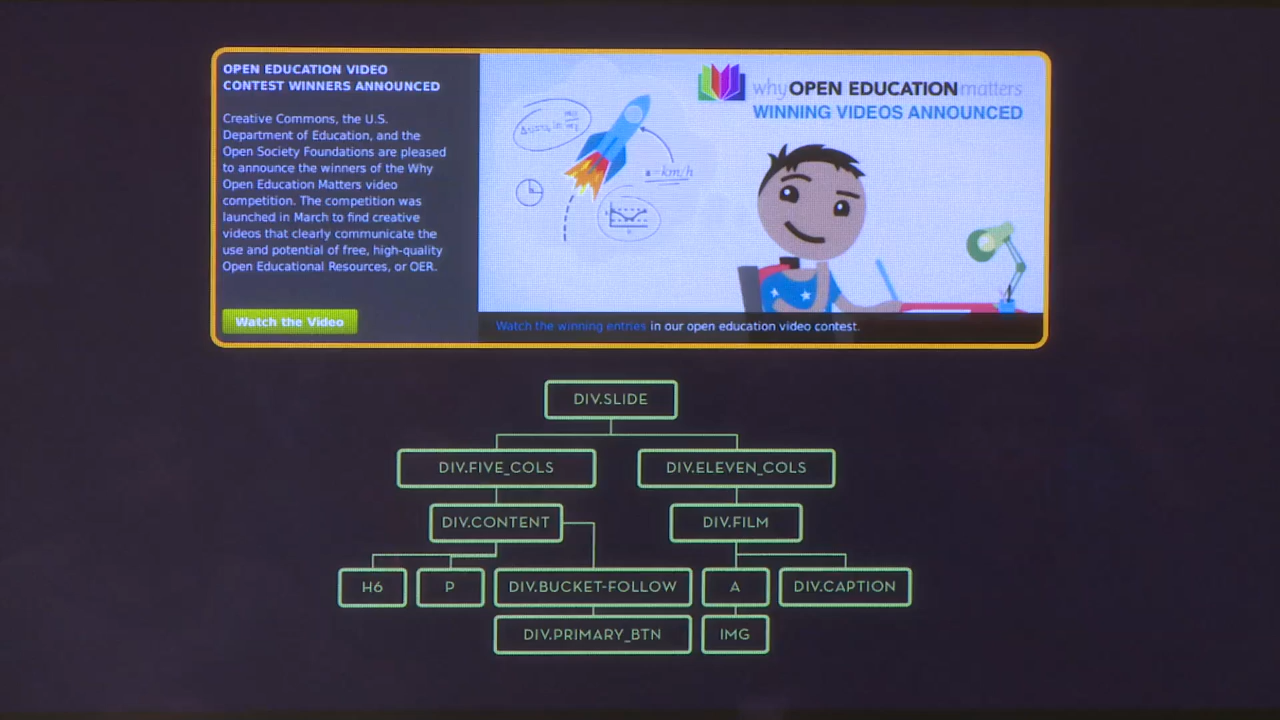 OPEN EDUCATION VIDEO
CONTEST WINNERS ANNOUNCED
Creative Commons, the U.S.
Department of Education, and the
Open Society Foundations are pleased
to announce the winners of the Why
Open Education Matters video
competition. The competition was
launched in March to find creative
videos that clearly communicate the
use and potential of free, high-quality
Open Educational Resources, or OER.
Watch the Video
why OPEN EDUCATION matters
WINNING VIDEOS ANNOUNCED
a=km/h
Watch the winning entries in our open education video contest.
DIV.SLIDE
DIV.FIVE_COLS
DIV.ELEVEN_COLS
DIV.CONTENT
DIV.FILM
H6
P
DIV.BUCKET-FOLLOW
A
DIV.CAPTION
DIV.PRIMARY_BTN
IMG